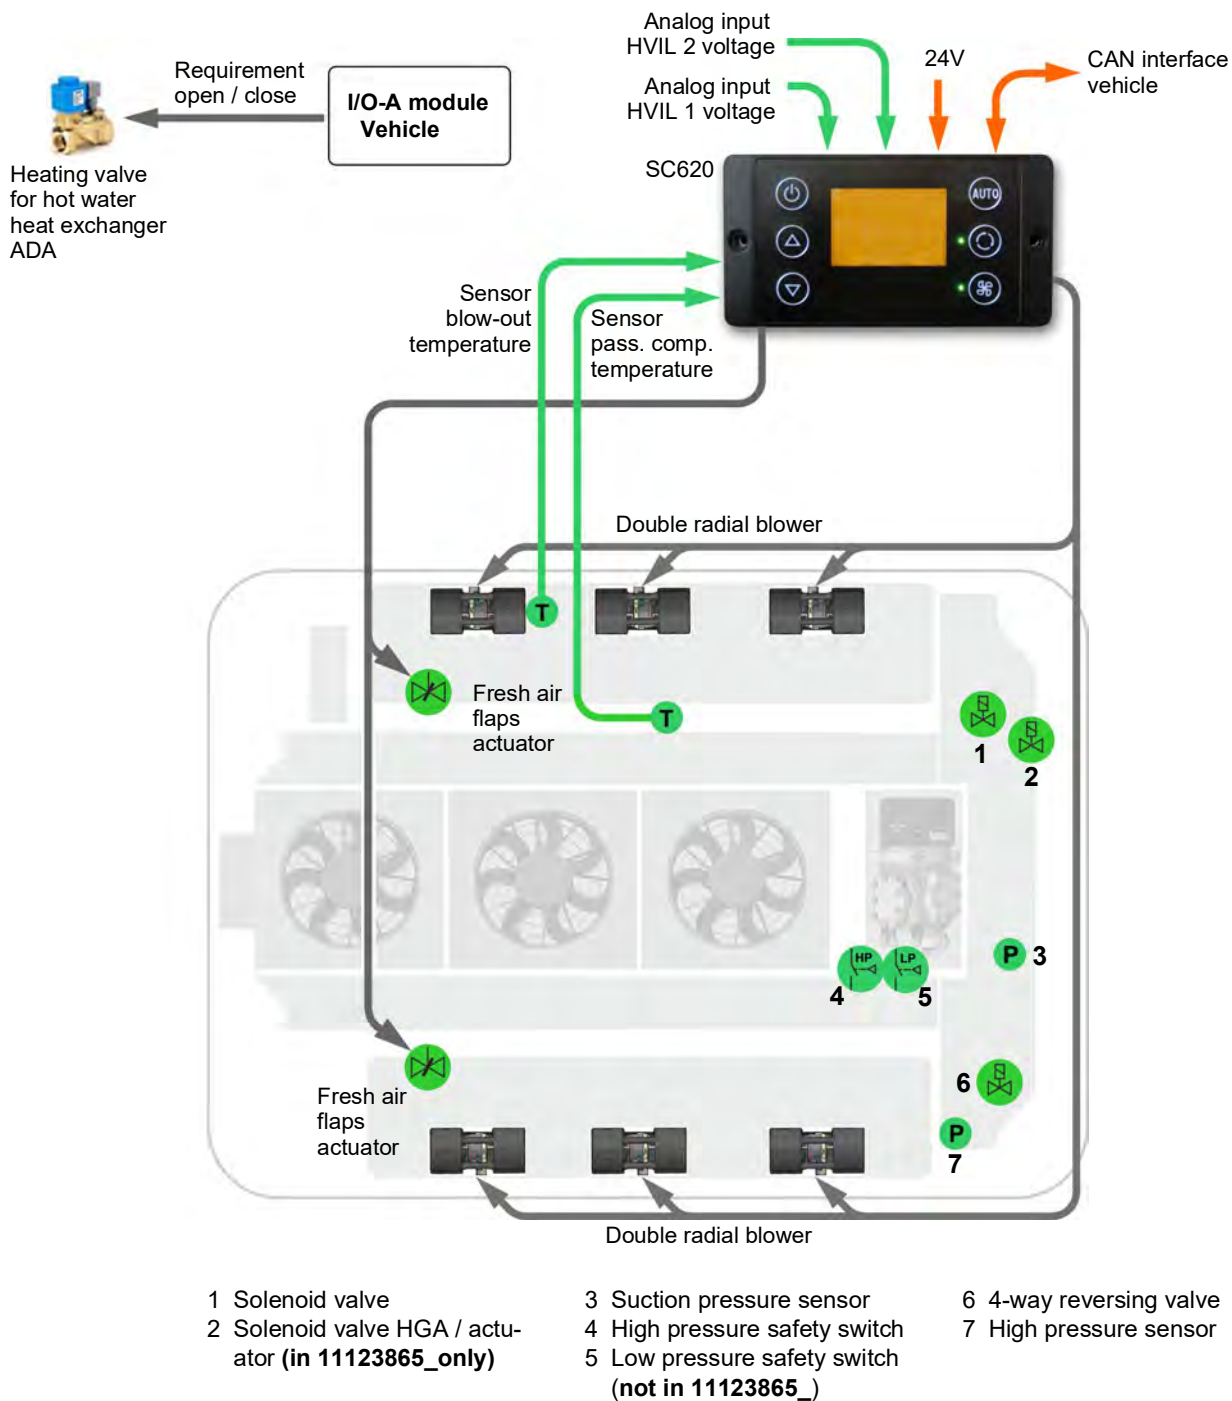 Analog input
HVIL 2 voltage
24V
CAN interface
vehicle
Requirement
open / close
I/O-A module
Vehicle
Analog input
HVIL 1 voltage
Heating valve
for hot water
heat exchanger
ADA
SC620
AUTO
Sensor
blow-out
temperature
Sensor
pass. comp.
temperature
Double radial blower
T
Fresh air
flaps
actuator
T
1
2
HP
LP
P 3
4
5
6
Fresh air
flaps
actuator
P
7
Double radial blower
1 Solenoid valve
2 Solenoid valve HGA / actu-
ator (in 11123865_only)
3 Suction pressure sensor
4 High pressure safety switch
5 Low pressure safety switch
(not in 11123865_)
6 4-way reversing valve
7 High pressure sensor